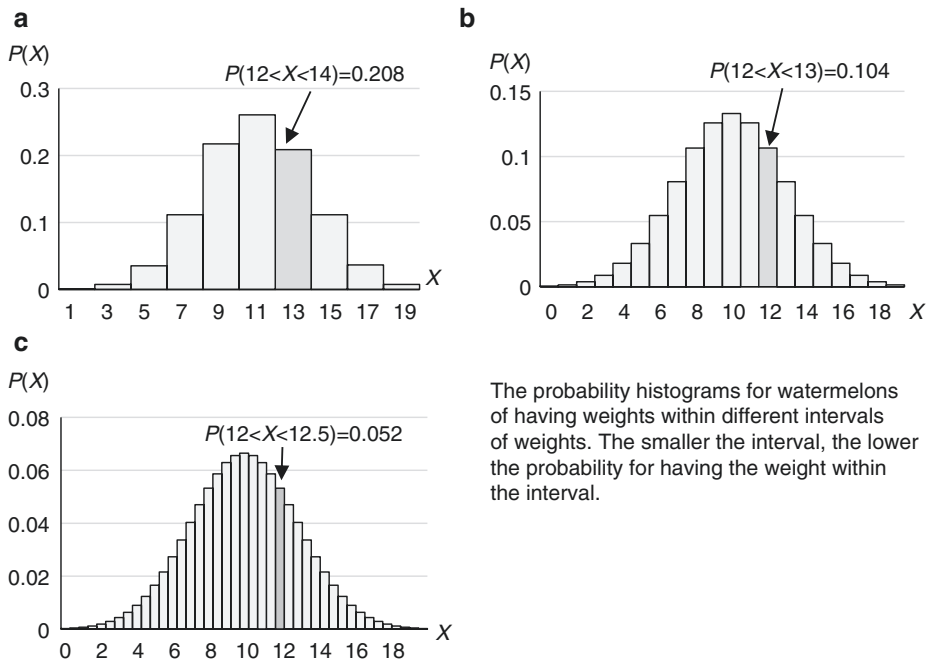 a
P(X)
P(12<X<14)=0.208
0.3
0.2
0.1
0
X
1 3 5 7 9 11 13 15 17 19
b
P(X)
P(12<X<13)=0.104
0.15
0.1
0.05
0
0 2 4 6 8 10 12 14 16 18 X
c
P(X)
0.08
P(12<X<12.5)=0.052
0.06
0.04
0.02
0
X
0 2 4 6 8 10 12 14 16 18
The probability histograms for watermelons
of having weights within different intervals
of weights. The smaller the interval, the lower
the probability for having the weight within
the interval.